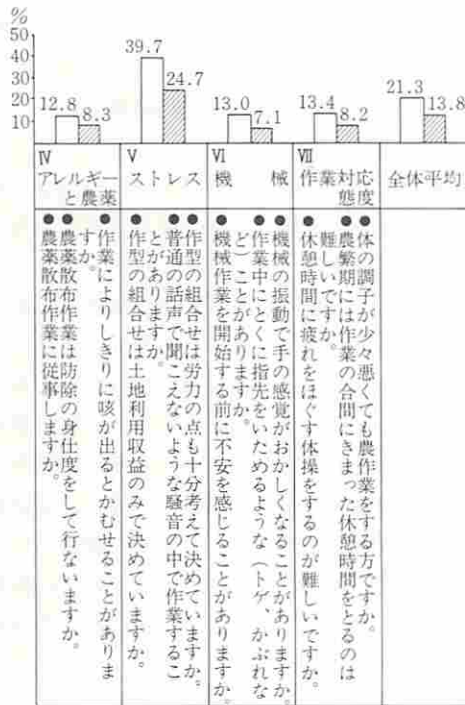 %
50
40
30
20
10
12.8
8.3
39.7
24.7
13.0
7.1
13.4
8.2
21.3
13.8
Ⅳ
アレルギー
と農薬
Ⅴ
ストレス
Ⅵ
機械
Ⅶ
作業対応
態度
全体平均
●体の調子が少々悪くても農作業をする方ですか。
●農繁期には作業の合間にきまった休憩時間をとるのは
難しいですか。
●休憩時間に疲れをほぐす体操をするのが難しいですか。
●機械の振動で手の感覚がおかしくなることがありますか。
●作業中にとくに指先をいためるような（トゲ、かぶれな
ど）ことがありますか。
●機械作業を開始する前に不安を感じることがありますか。
●作型の組合せは労力の点も十分考えて決めていますか。
●普通の話声で聞こえないような騒音の中で作業するこ
とがありますか。
●作型の組合せは土地利用収益のみで決めていますか。
●作業によりしきりに咳が出るとかむせることがありま
すか。
●農薬散布作業は防除の身仕度をして行ないますか。
●農薬散布作業に従事しますか。